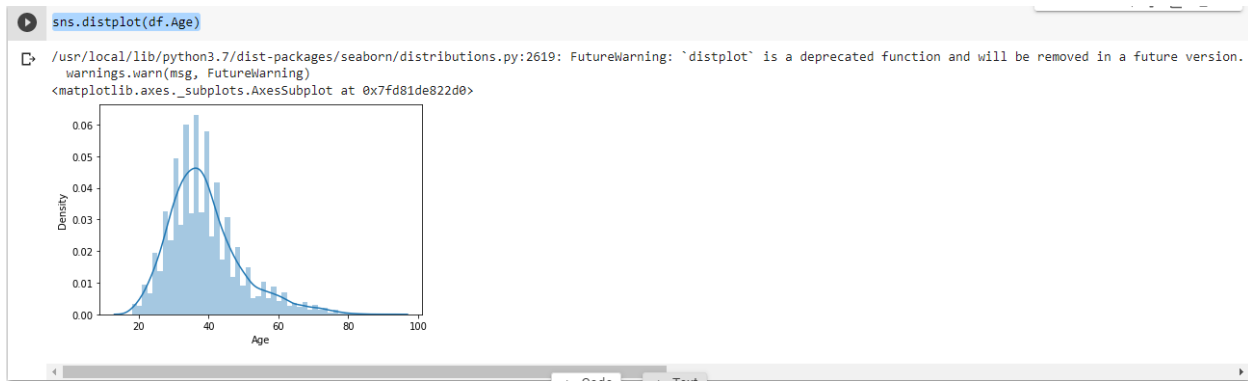 sns.distplot(df.Age)
/usr/local/lib/python3.7/dist-packages/seaborn/distributions.py:2619: FutureWarning: `distplot` is a deprecated function and will be removed in a future version.
warnings.warn(msg, FutureWarning)
<matplotlib.axes._subplots.AxesSubplot at 0x7fd81de822d0>
0.06
0.05
0.04
0.03
0.02
0.01
0.00
Density
20 40 60 80 100
Age